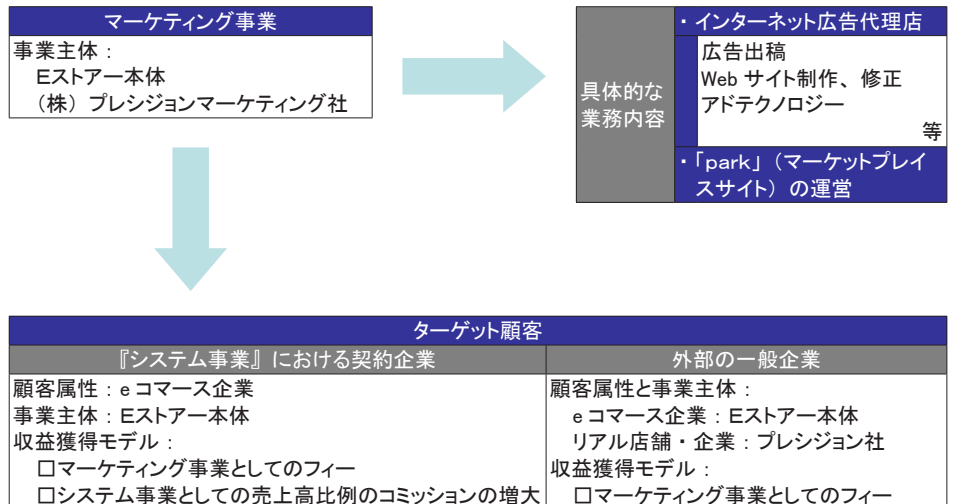 マーケティング事業
事業主体：
Eストアー本体
（株）プレシジョンマーケティング社
具体的な
業務内容
・インターネット広告代理店
広告出稿
Web サイト制作、修正
アドテクノロジー
等
・「park」（マーケットプレイ
スサイト）の運営
ターゲット顧客
『システム事業』における契約企業
顧客属性：eコマース企業
事業主体：Eストアー本体
収益獲得モデル：
□マーケティング事業としてのフィー
□システム事業としての売上高比例のコミッションの増大
外部の一般企業
顧客属性と事業主体：
eコマース企業：Eストアー本体
リアル店舗・企業：プレシジョン社
収益獲得モデル：
□マーケティング事業としてのフィー